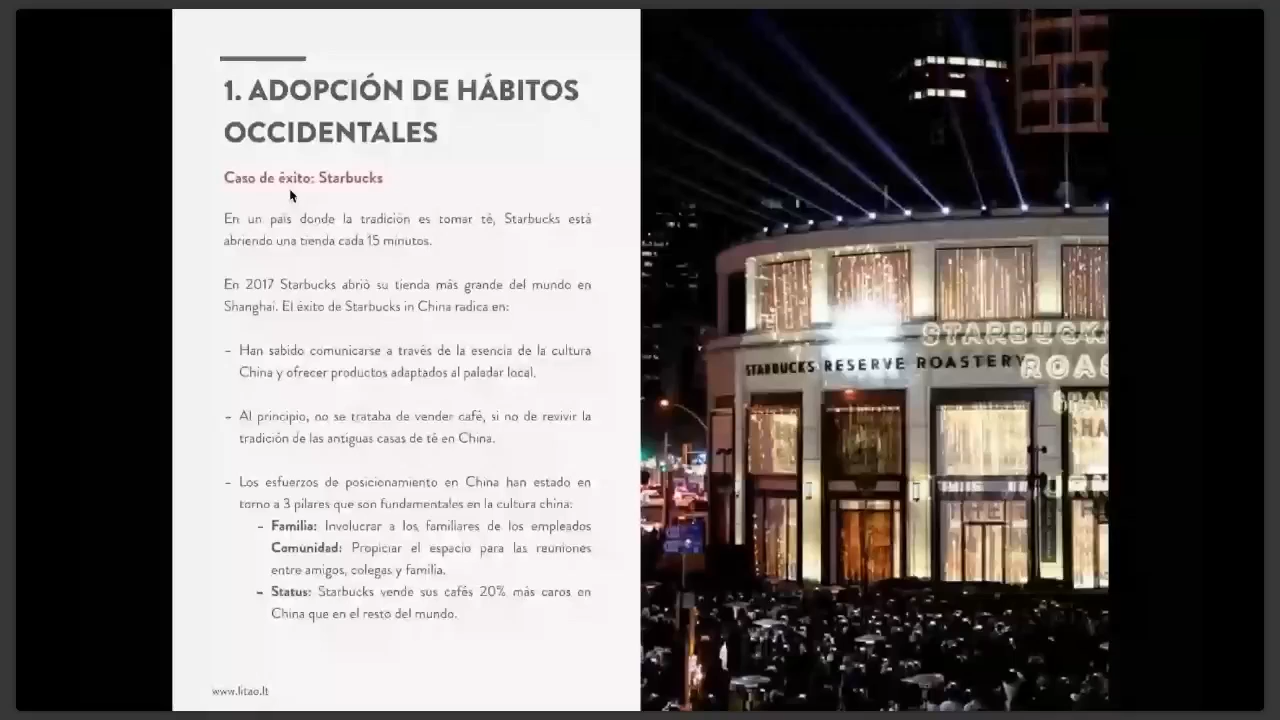 1. ADOPCIÓN DE HÁBITOS
OCCIDENTALES
Caso de éxito: Starbucks
En un país donde la tradición es tomar té, Starbucks está
abriendo una tienda cada 15 minutos.
En 2017 Starbucks abrió su tienda más grande del mundo en
Shanghai. El éxito de Starbucks in China radica en:
- Han sabido comunicarse a través de la esencia de la cultura
China y ofrecer productos adaptados al paladar local.
- Al principio, no se trataba de vender café, si no de revivir la
tradición de las antiguas casas de té en China.
- Los esfuerzos de posicionamiento en China han estado en
torno a 3 pilares que son fundamentales en la cultura china:
- Familia: Involucrar a los familiares de los empleados
Comunidad: Propiciar el espacio para las reuniones
entre amigos, colegas y familia.
- Status: Starbucks vende sus cafés 20% más caros en
China que en el resto del mundo.
www.litao.lt
STARBUCKS
STARBUCKS RESERVE ROASTERY
ROAS